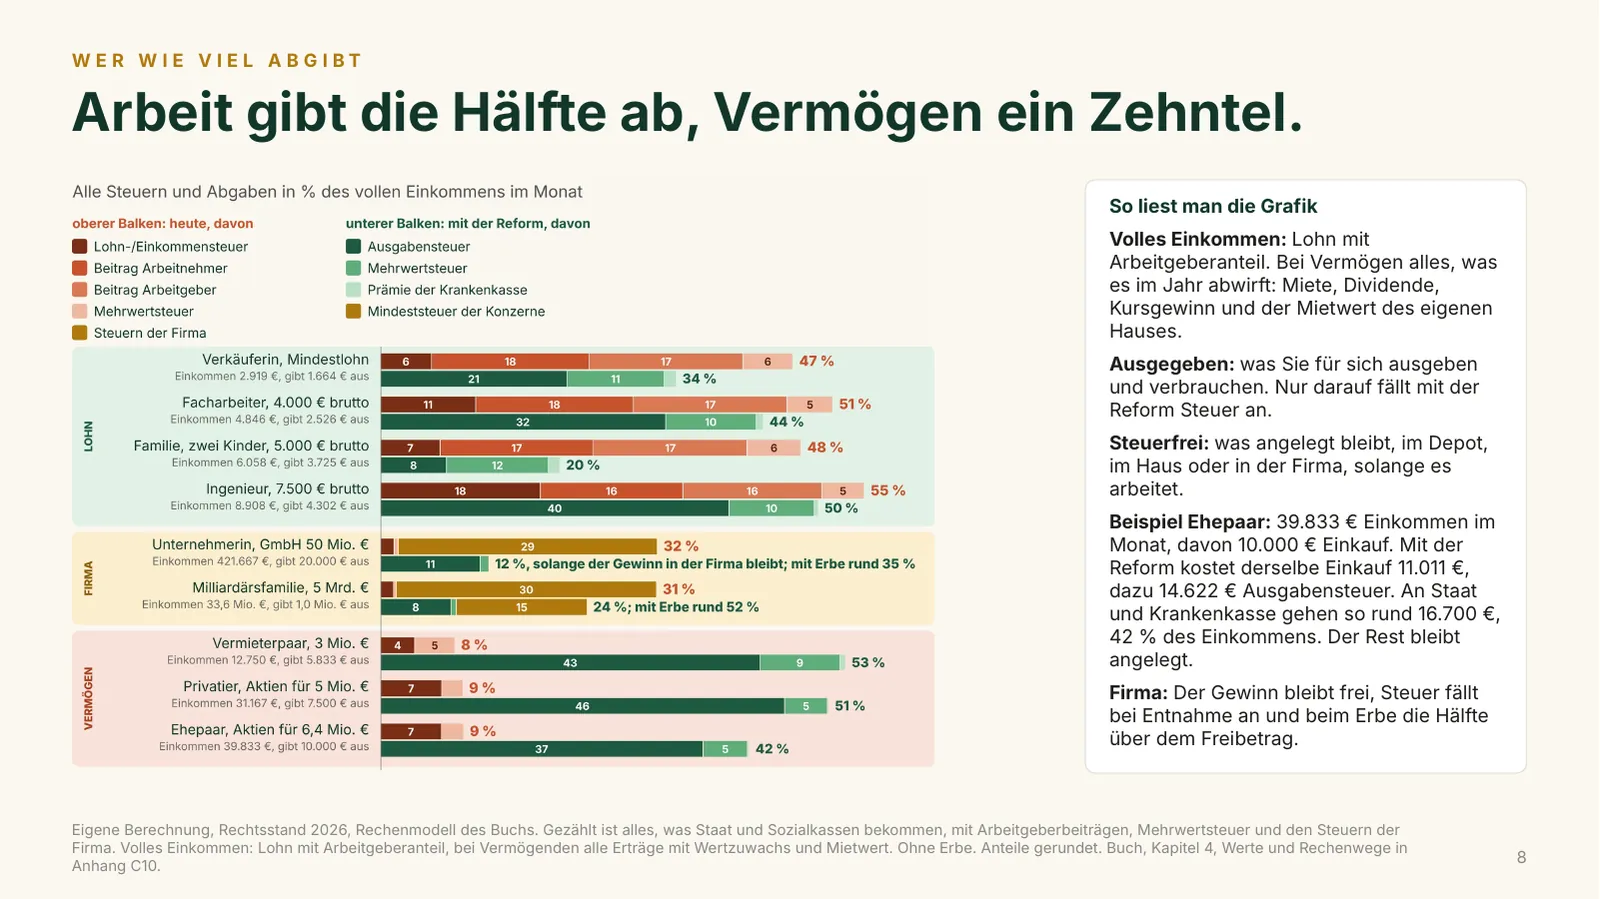 WER WIE VIEL ABGIBT
Arbeit gibt die Hälfte ab, Vermögen ein Zehntel.
Alle Steuern und Abgaben in % des vollen Einkommens im Monat
oberer Balken: heute, davon
Lohn-/Einkommensteuer
Beitrag Arbeitnehmer
Beitrag Arbeitgeber
Mehrwertsteuer
Steuern der Firma
unterer Balken: mit der Reform, davon
Ausgabensteuer
Mehrwertsteuer
Prämie der Krankenkasse
Mindeststeuer der Konzerne
LOHN
Verkäuferin, Mindestlohn
Einkommen 2.919 €, gibt 1.664 € aus
6 18 17 6 47 %
21 11 34 %
Facharbeiter, 4.000 € brutto
Einkommen 4.846 €, gibt 2.526 € aus
11 18 17 5 51 %
32 10 44 %
Familie, zwei Kinder, 5.000 € brutto
Einkommen 6.058 €, gibt 3.725 € aus
7 17 17 6 48 %
8 12 20 %
Ingenieur, 7.500 € brutto
Einkommen 8.908 €, gibt 4.302 € aus
18 16 16 5 55 %
40 10 50 %
FIRMA
Unternehmerin, GmbH 50 Mio. €
Einkommen 421.667 €, gibt 20.000 € aus
29 32 %
11 12 %, solange der Gewinn in der Firma bleibt; mit Erbe rund 35 %
Milliardärsfamilie, 5 Mrd. €
Einkommen 33,6 Mio. €, gibt 1,0 Mio. € aus
30 31 %
8 15 24 %; mit Erbe rund 52 %
VERMÖGEN
Vermieterpaar, 3 Mio. €
Einkommen 12.750 €, gibt 5.833 € aus
4 5 8 %
43 9 53 %
Privatier, Aktien für 5 Mio. €
Einkommen 31.167 €, gibt 7.500 € aus
7 9 %
46 5 51 %
Ehepaar, Aktien für 6,4 Mio. €
Einkommen 39.833 €, gibt 10.000 € aus
7 9 %
37 5 42 %
So liest man die Grafik
Volles Einkommen: Lohn mit
Arbeitgeberanteil. Bei Vermögen alles, was
es im Jahr abwirft: Miete, Dividende,
Kursgewinn und der Mietwert des eigenen
Hauses.
Ausgegeben: was Sie für sich ausgeben
und verbrauchen. Nur darauf fällt mit der
Reform Steuer an.
Steuerfrei: was angelegt bleibt, im Depot,
im Haus oder in der Firma, solange es
arbeitet.
Beispiel Ehepaar: 39.833 € Einkommen im
Monat, davon 10.000 € Einkauf. Mit der
Reform kostet derselbe Einkauf 11.011 €,
dazu 14.622 € Ausgabensteuer. An Staat
und Krankenkasse gehen so rund 16.700 €,
42 % des Einkommens. Der Rest bleibt
angelegt.
Firma: Der Gewinn bleibt frei, Steuer fällt
bei Entnahme an und beim Erbe die Hälfte
über dem Freibetrag.
Eigene Berechnung, Rechtsstand 2026, Rechenmodell des Buchs. Gezählt ist alles, was Staat und Sozialkassen bekommen, mit Arbeitgeberbeiträgen, Mehrwertsteuer und den Steuern der
Firma. Volles Einkommen: Lohn mit Arbeitgeberanteil, bei Vermögenden alle Erträge mit Wertzuwachs und Mietwert. Ohne Erbe. Anteile gerundet. Buch, Kapitel 4, Werte und Rechenwege in
Anhang C10.
8